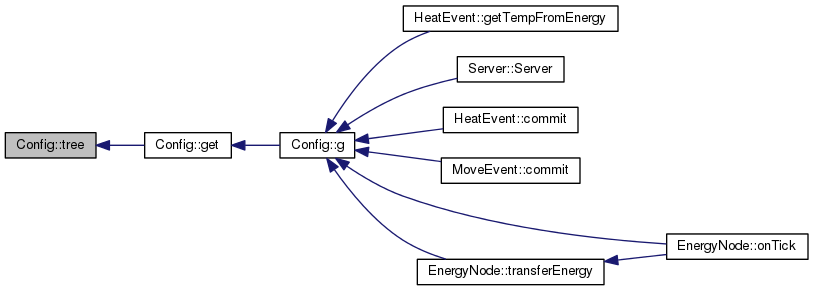 HeatEvent::getTempFromEnergy
Server::Server
HeatEvent::commit
Config::tree
Config::get
Config::g
MoveEvent::commit
EnergyNode::onTick
EnergyNode::transferEnergy